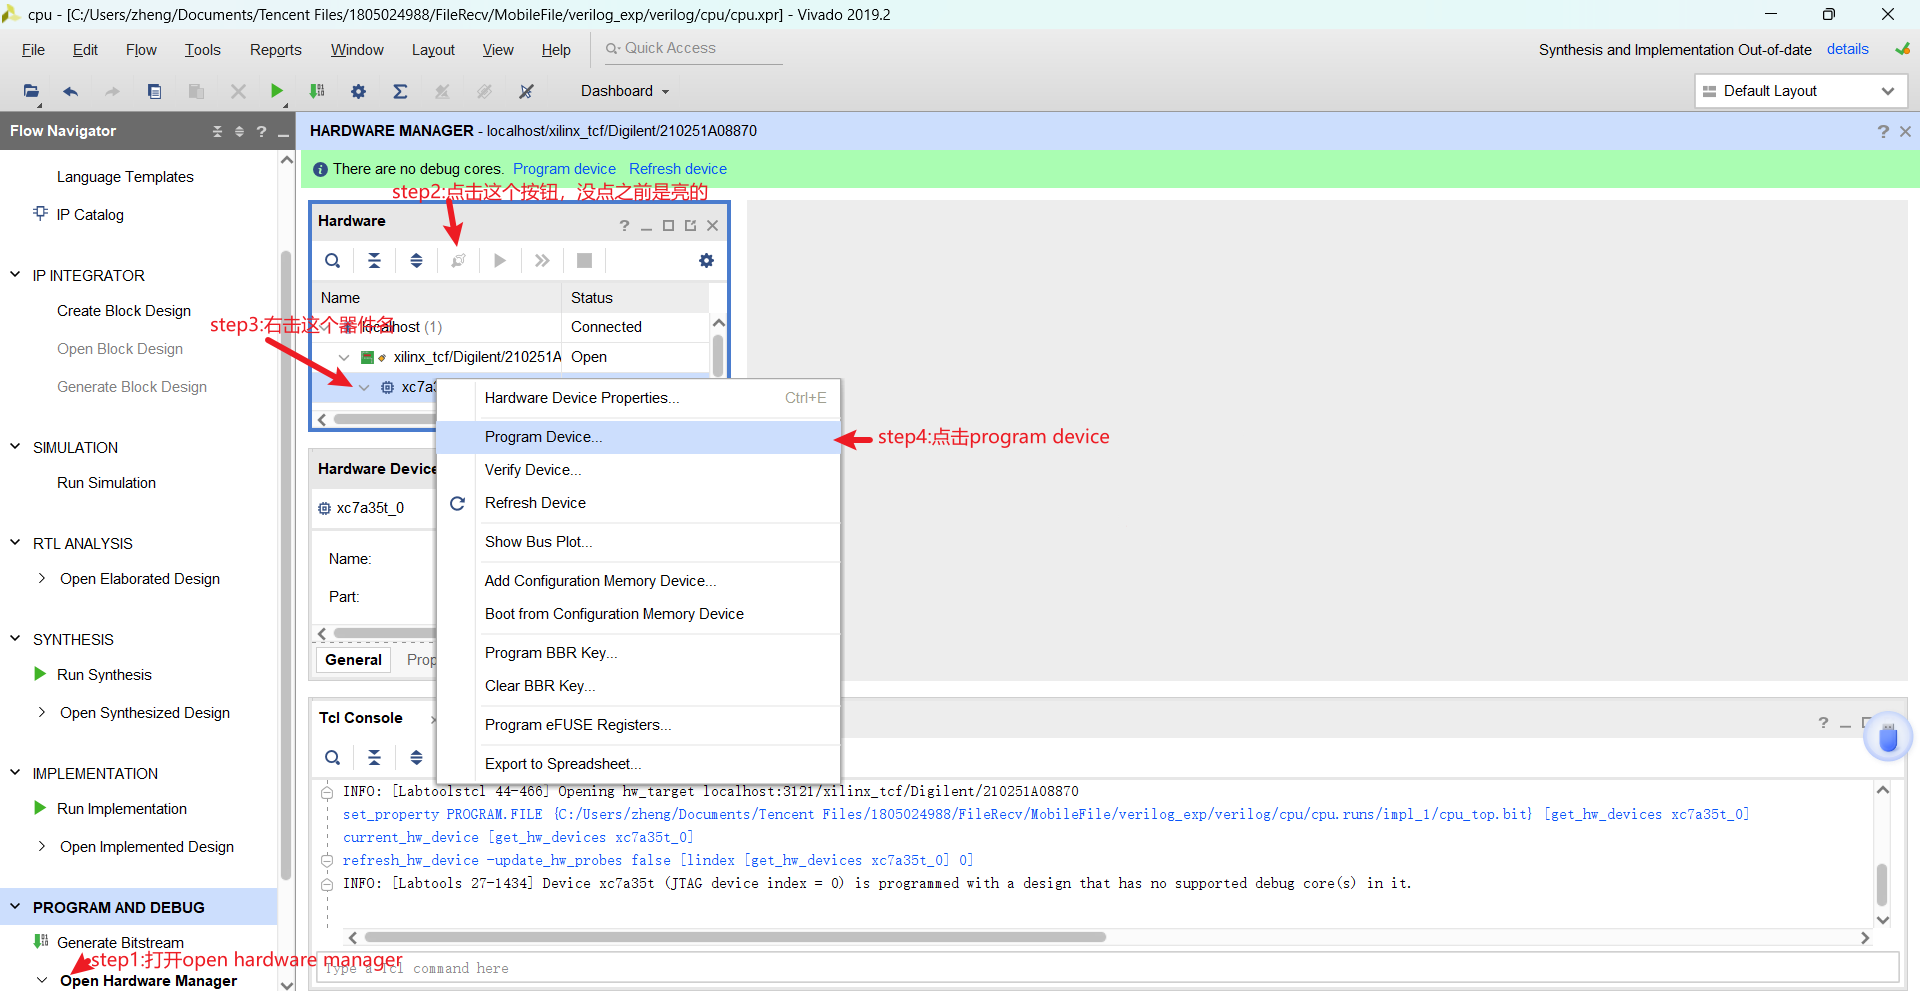 cpu - [C:/Users/zheng/Documents/Tencent Files/1805024988/FileRecv/MobileFile/verilog_exp/verilog/cpu/cpu.xpr] - Vivado 2019.2
File Edit Flow Tools Reports Window Layout View Help Quick Access
Synthesis and Implementation Out-of-date details
Dashboard
Default Layout
Flow Navigator
HARDWARE MANAGER - localhost/xilinx_tcf/Digilent/210251A08870
There are no debug cores. Program device Refresh device
step2:点击这个按钮，没点之前是亮的
Language Templates
IP Catalog
IP INTEGRATOR
Create Block Design
Open Block Design
Generate Block Design
SIMULATION
Run Simulation
RTL ANALYSIS
Open Elaborated Design
SYNTHESIS
Run Synthesis
Open Synthesized Design
IMPLEMENTATION
Run Implementation
Open Implemented Design
PROGRAM AND DEBUG
Generate Bitstream
step1:打开open hardware manager
Open Hardware Manager
Hardware
Name Status
step3:右击这个器件名
localhost (1) Connected
xilinx_tcf/Digilent/210251A Open
xc7a3
Hardware Device Properties... Ctrl+E
Program Device...
step4:点击program device
Verify Device...
Refresh Device
Show Bus Plot...
Add Configuration Memory Device...
Boot from Configuration Memory Device
Program BBR Key...
Clear BBR Key...
Program eFUSE Registers...
Export to Spreadsheet...
Hardware Device
xc7a35t_0
Name:
Part:
General Prop
Tcl Console
INFO: [Labtoolstcl 44-466] Opening hw_target localhost:3121/xilinx_tcf/Digilent/210251A08870
set_property PROGRAM.FILE {C:/Users/zheng/Documents/Tencent Files/1805024988/FileRecv/MobileFile/verilog_exp/verilog/cpu/cpu.runs/impl_1/cpu_top.bit} [get_hw_devices xc7a35t_0]
current_hw_device [get_hw_devices xc7a35t_0]
refresh_hw_device -update_hw_probes false [lindex [get_hw_devices xc7a35t_0] 0]
INFO: [Labtools 27-1434] Device xc7a35t (JTAG device index = 0) is programmed with a design that has no supported debug core(s) in it.
Type a Tcl command here